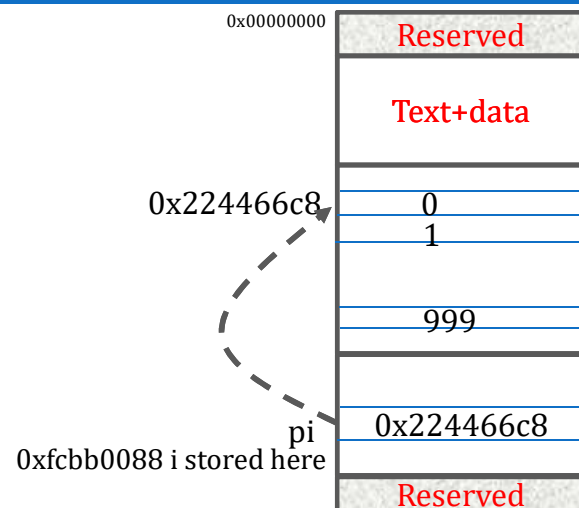 0x00000000
Reserved
Text+data
0x224466c8
0
1
999
pi
0x224466c8
0xfcbb0088 i stored here
Reserved